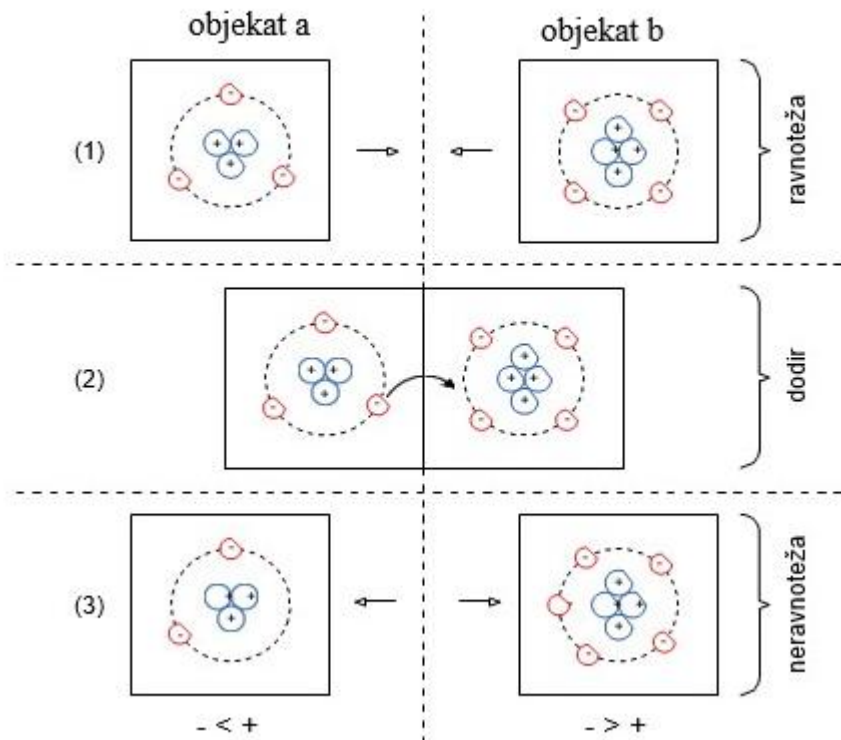 objekat a
objekat b
(1)
+ +
+
- - -
+
+ +
+
- - - -
ravnoteža
(2)
+ +
+
- - -
+
+ +
+
- - - -
dodir
(3)
+ +
+
- -
+
+ +
+
- - - -
neravnoteža
- < +
- > +